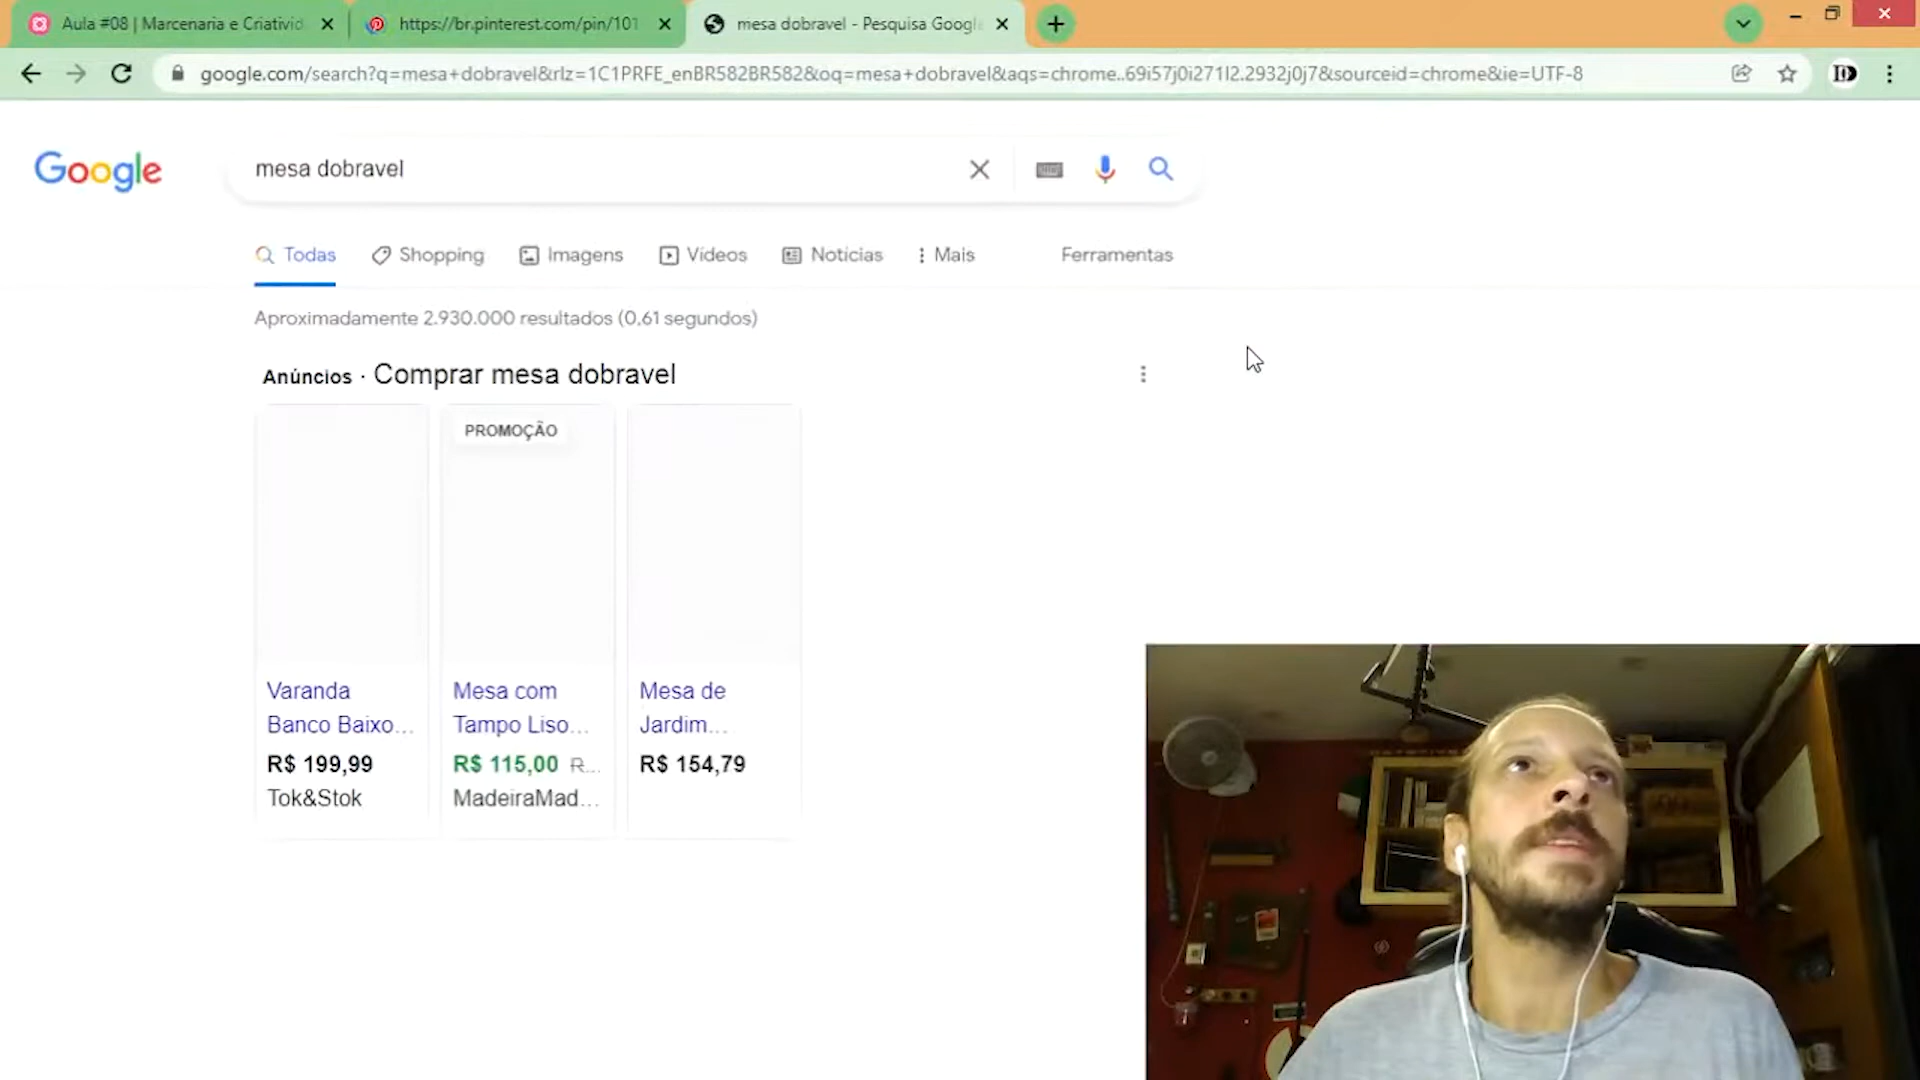 Aula #08 | Marcenaria e Criativid
https://br.pinterest.com/pin/101
mesa dobravel - Pesquisa Google
google.com/search?q=mesa+dobravel&rlz=1C1PRFE_enBR582BR582&oq=mesa+dobravel&aqs=chrome..69i57j0i271l2.2932j0j7&sourceid=chrome&ie=UTF-8
Google
mesa dobravel
Todas
Shopping
Imagens
Vídeos
Notícias
Mais
Ferramentas
Aproximadamente 2.930.000 resultados (0,61 segundos)
Anúncios · Comprar mesa dobravel
PROMOÇÃO
Varanda
Banco Baixo...
R$ 199,99
Tok&Stok
Mesa com
Tampo Liso...
R$ 115,00 R...
MadeiraMad...
Mesa de
Jardim...
R$ 154,79